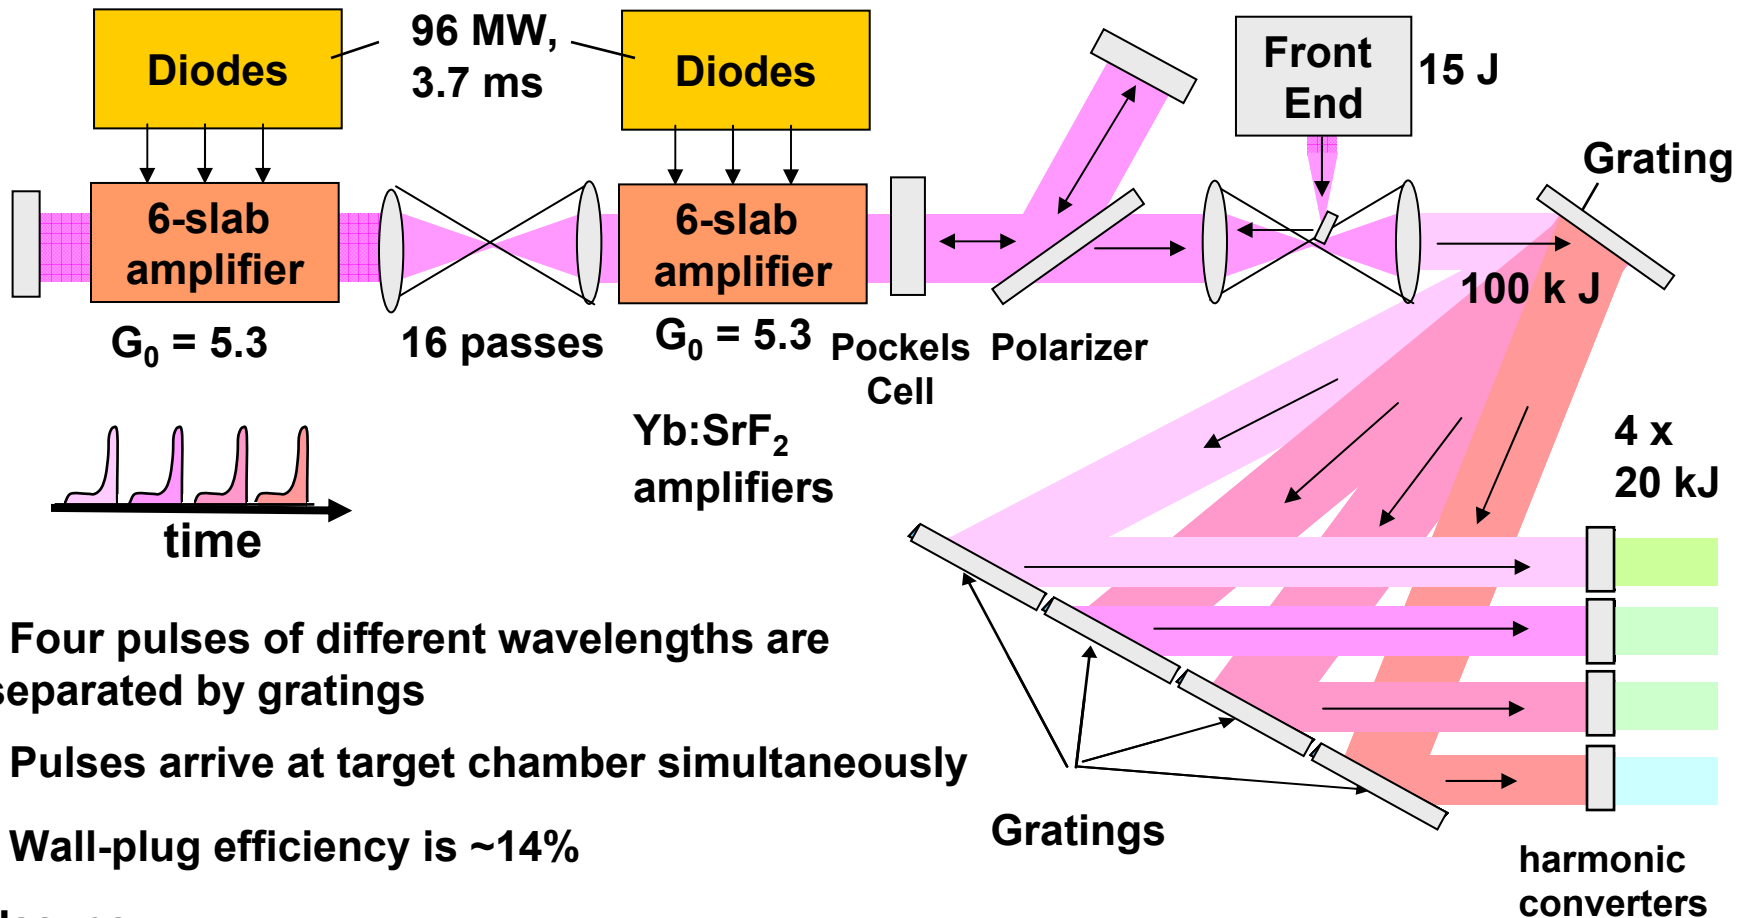 Diodes
96 MW,
3.7 ms
Diodes
Front
End
15 J
Grating
6-slab
amplifier
6-slab
amplifier
100 k J
G₀ = 5.3
16 passes
G₀ = 5.3
Pockels
Cell
Polarizer
Yb:SrF₂
amplifiers
4 x
20 kJ
time
Four pulses of different wavelengths are
separated by gratings
Pulses arrive at target chamber simultaneously
Wall-plug efficiency is ~14%
Gratings
harmonic
converters